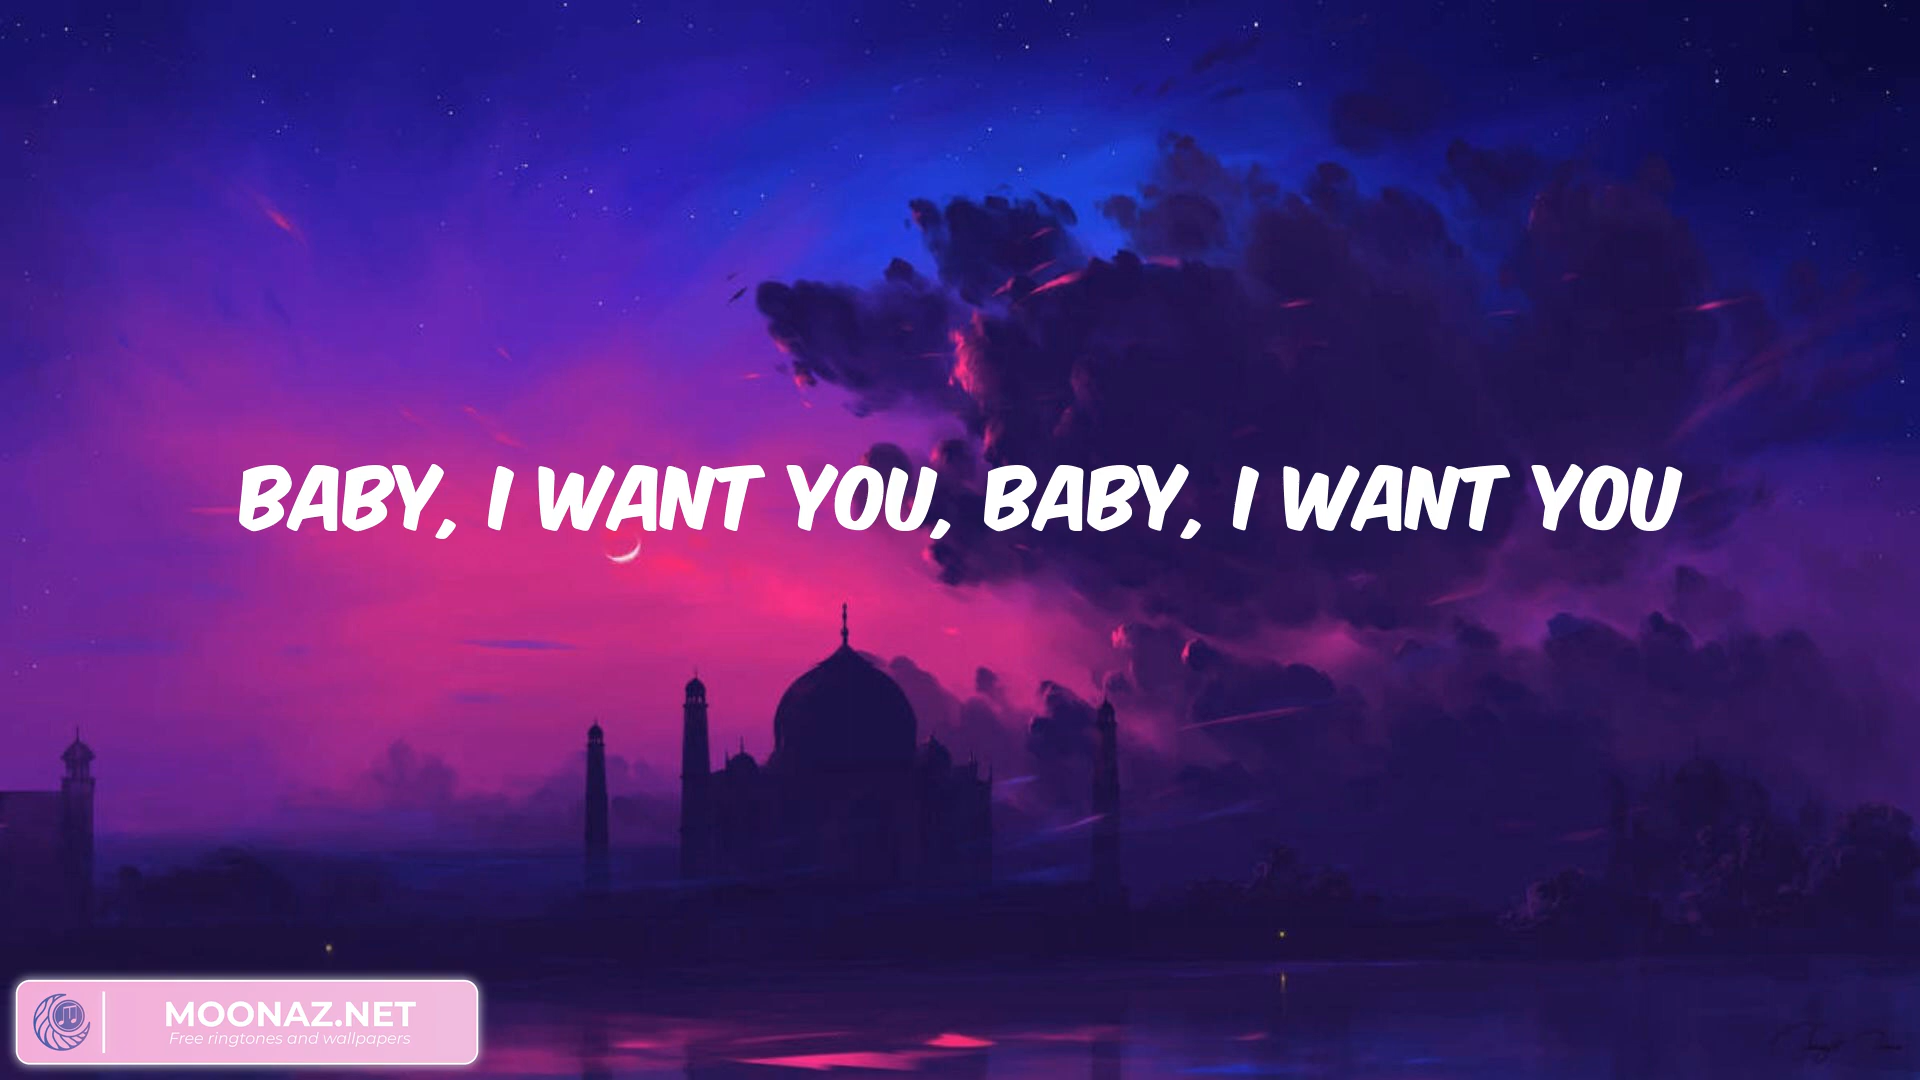 BABY, I WANT YOU, BABY, I WANT YOU
MOONAZ.NET
Free ringtones and wallpapers